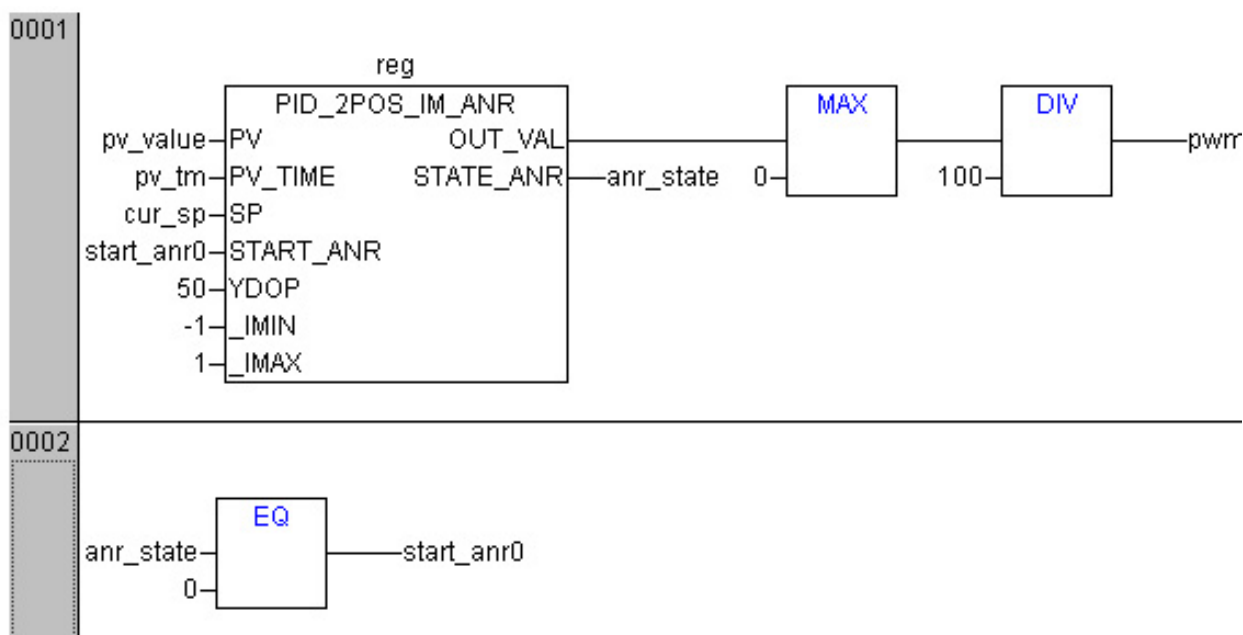 0001
reg
PID_2POS_IM_ANR MAX DIV
pv_value PV OUT_VAL pwm
pv_tm PV_TIME STATE_ANR anr_state 0 100
cur_sp SP
start_anr0 START_ANR
50 YDOP
-1 _IMIN
1 _IMAX
0002
EQ
anr_state start_anr0
0